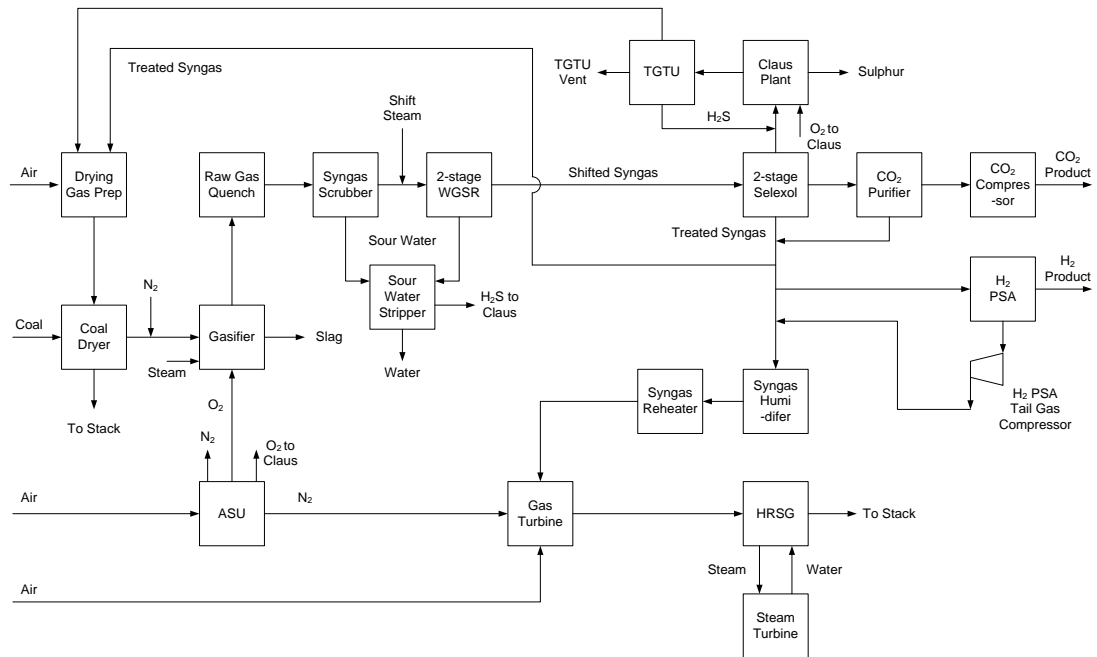 Treated Syngas
TGTU
Vent
TGTU
Claus
Plant
Sulphur
H₂S
O₂ to
Claus
Shift
Steam
Air
Drying
Gas Prep
Raw Gas
Quench
Syngas
Scrubber
2-stage
WGSR
Shifted Syngas
2-stage
Selexol
CO₂
Purifier
CO₂
Compres
-sor
CO₂
Product
Treated Syngas
Sour Water
Sour
Water
Stripper
H₂S to
Claus
Water
H₂
PSA
H₂
Product
N₂
Coal
Coal
Dryer
Gasifier
Slag
Steam
O₂
To Stack
Syngas
Reheater
Syngas
Humi
-difer
H₂ PSA
Tail Gas
Compressor
N₂
O₂ to
Claus
Air
ASU
N₂
Gas
Turbine
HRSG
To Stack
Steam
Water
Air
Steam
Turbine